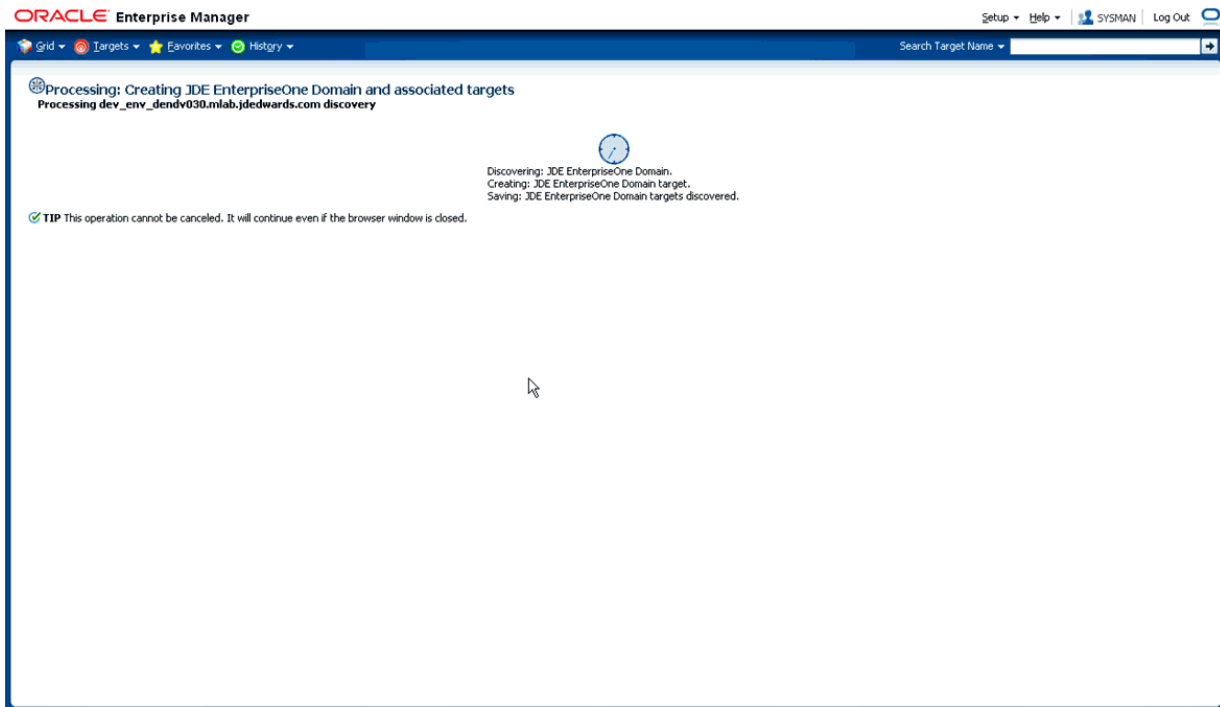 ORACLE Enterprise Manager
Setup Help SYSMAN Log Out
Grid Targets Favorites History Search Target Name
Processing: Creating JDE EnterpriseOne Domain and associated targets
Processing dev_env_dendv030.mlab.jdedwards.com discovery
Discovering: JDE EnterpriseOne Domain.
Creating: JDE EnterpriseOne Domain target.
Saving: JDE EnterpriseOne Domain targets discovered.
TIP This operation cannot be canceled. It will continue even if the browser window is closed.